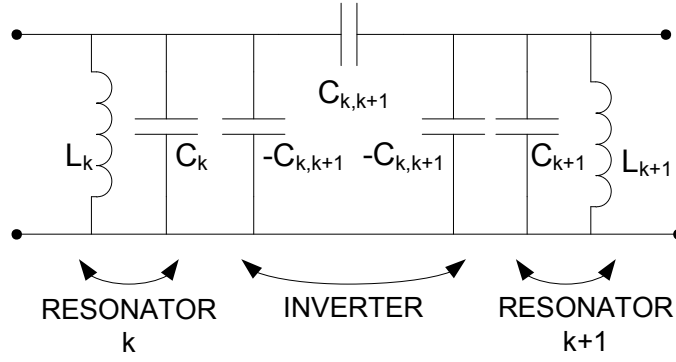 C_{k,k+1}
L_k
C_k
-C_{k,k+1}
-C_{k,k+1}
C_{k+1}
L_{k+1}
RESONATOR
k
INVERTER
RESONATOR
k+1